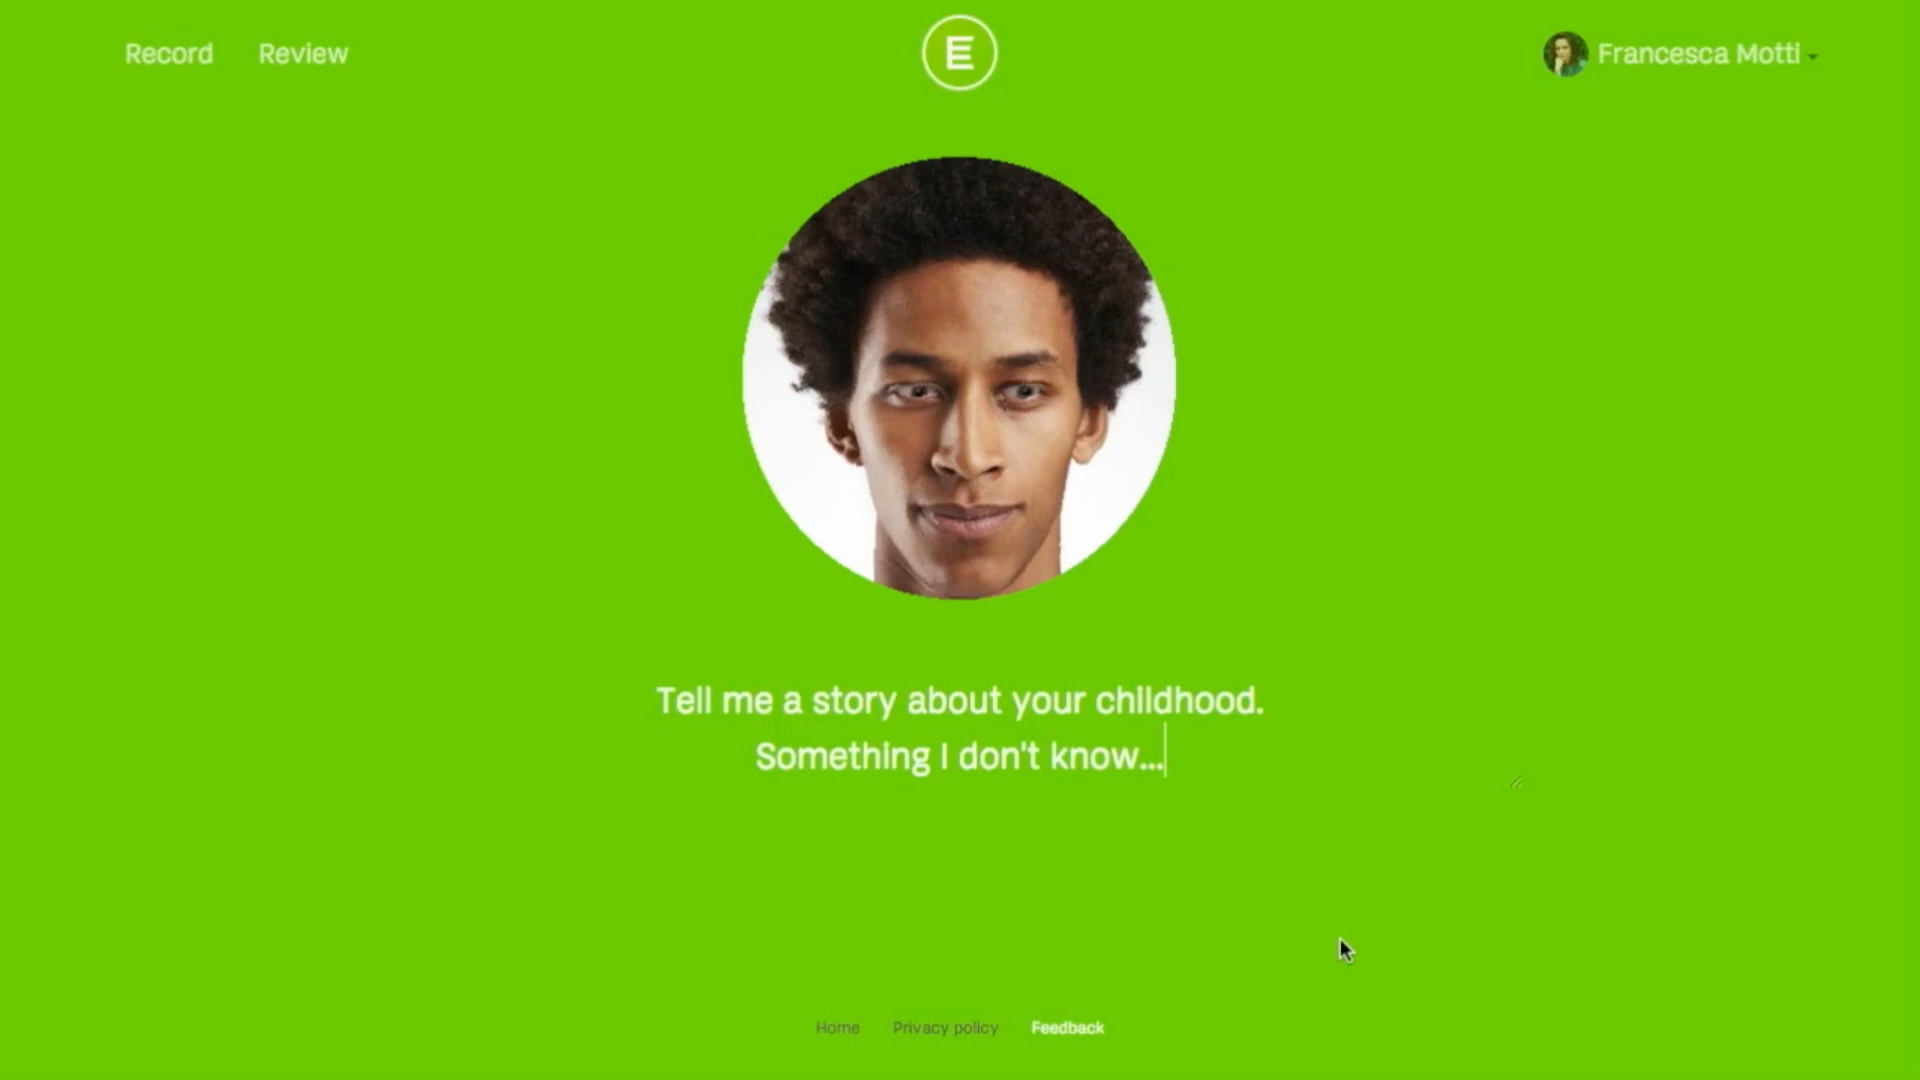 Record
Review
E
Francesca Motti
Tell me a story about your childhood.
Something I don't know...
Home
Privacy policy
Feedback